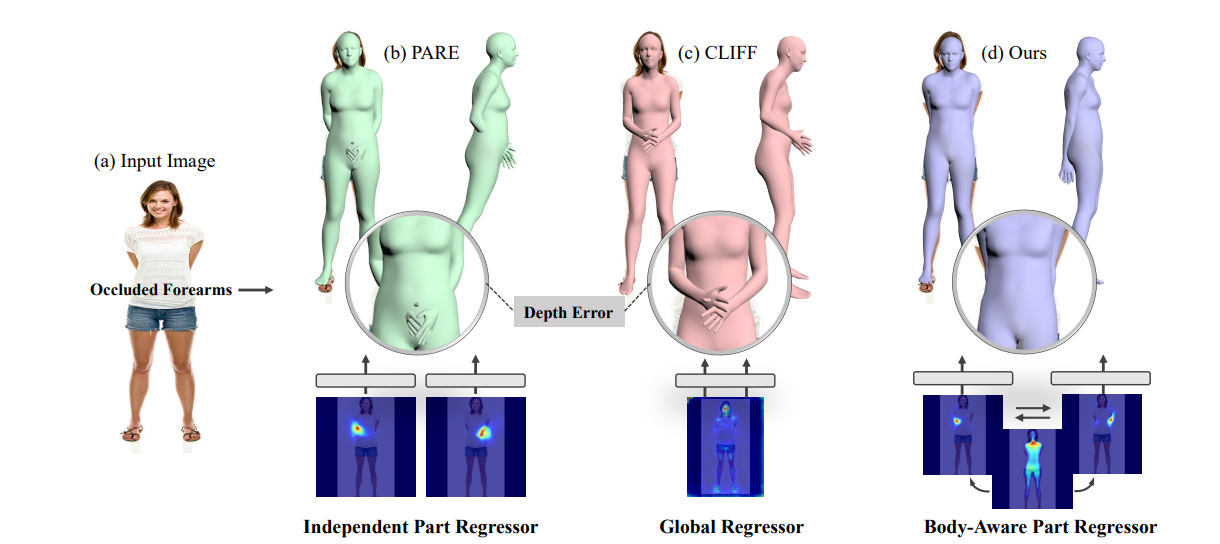 (b) PARE
(c) CLIFF
(d) Ours
(a) Input Image
Occluded Forearms
Depth Error
Independent Part Regressor
Global Regressor
Body-Aware Part Regressor